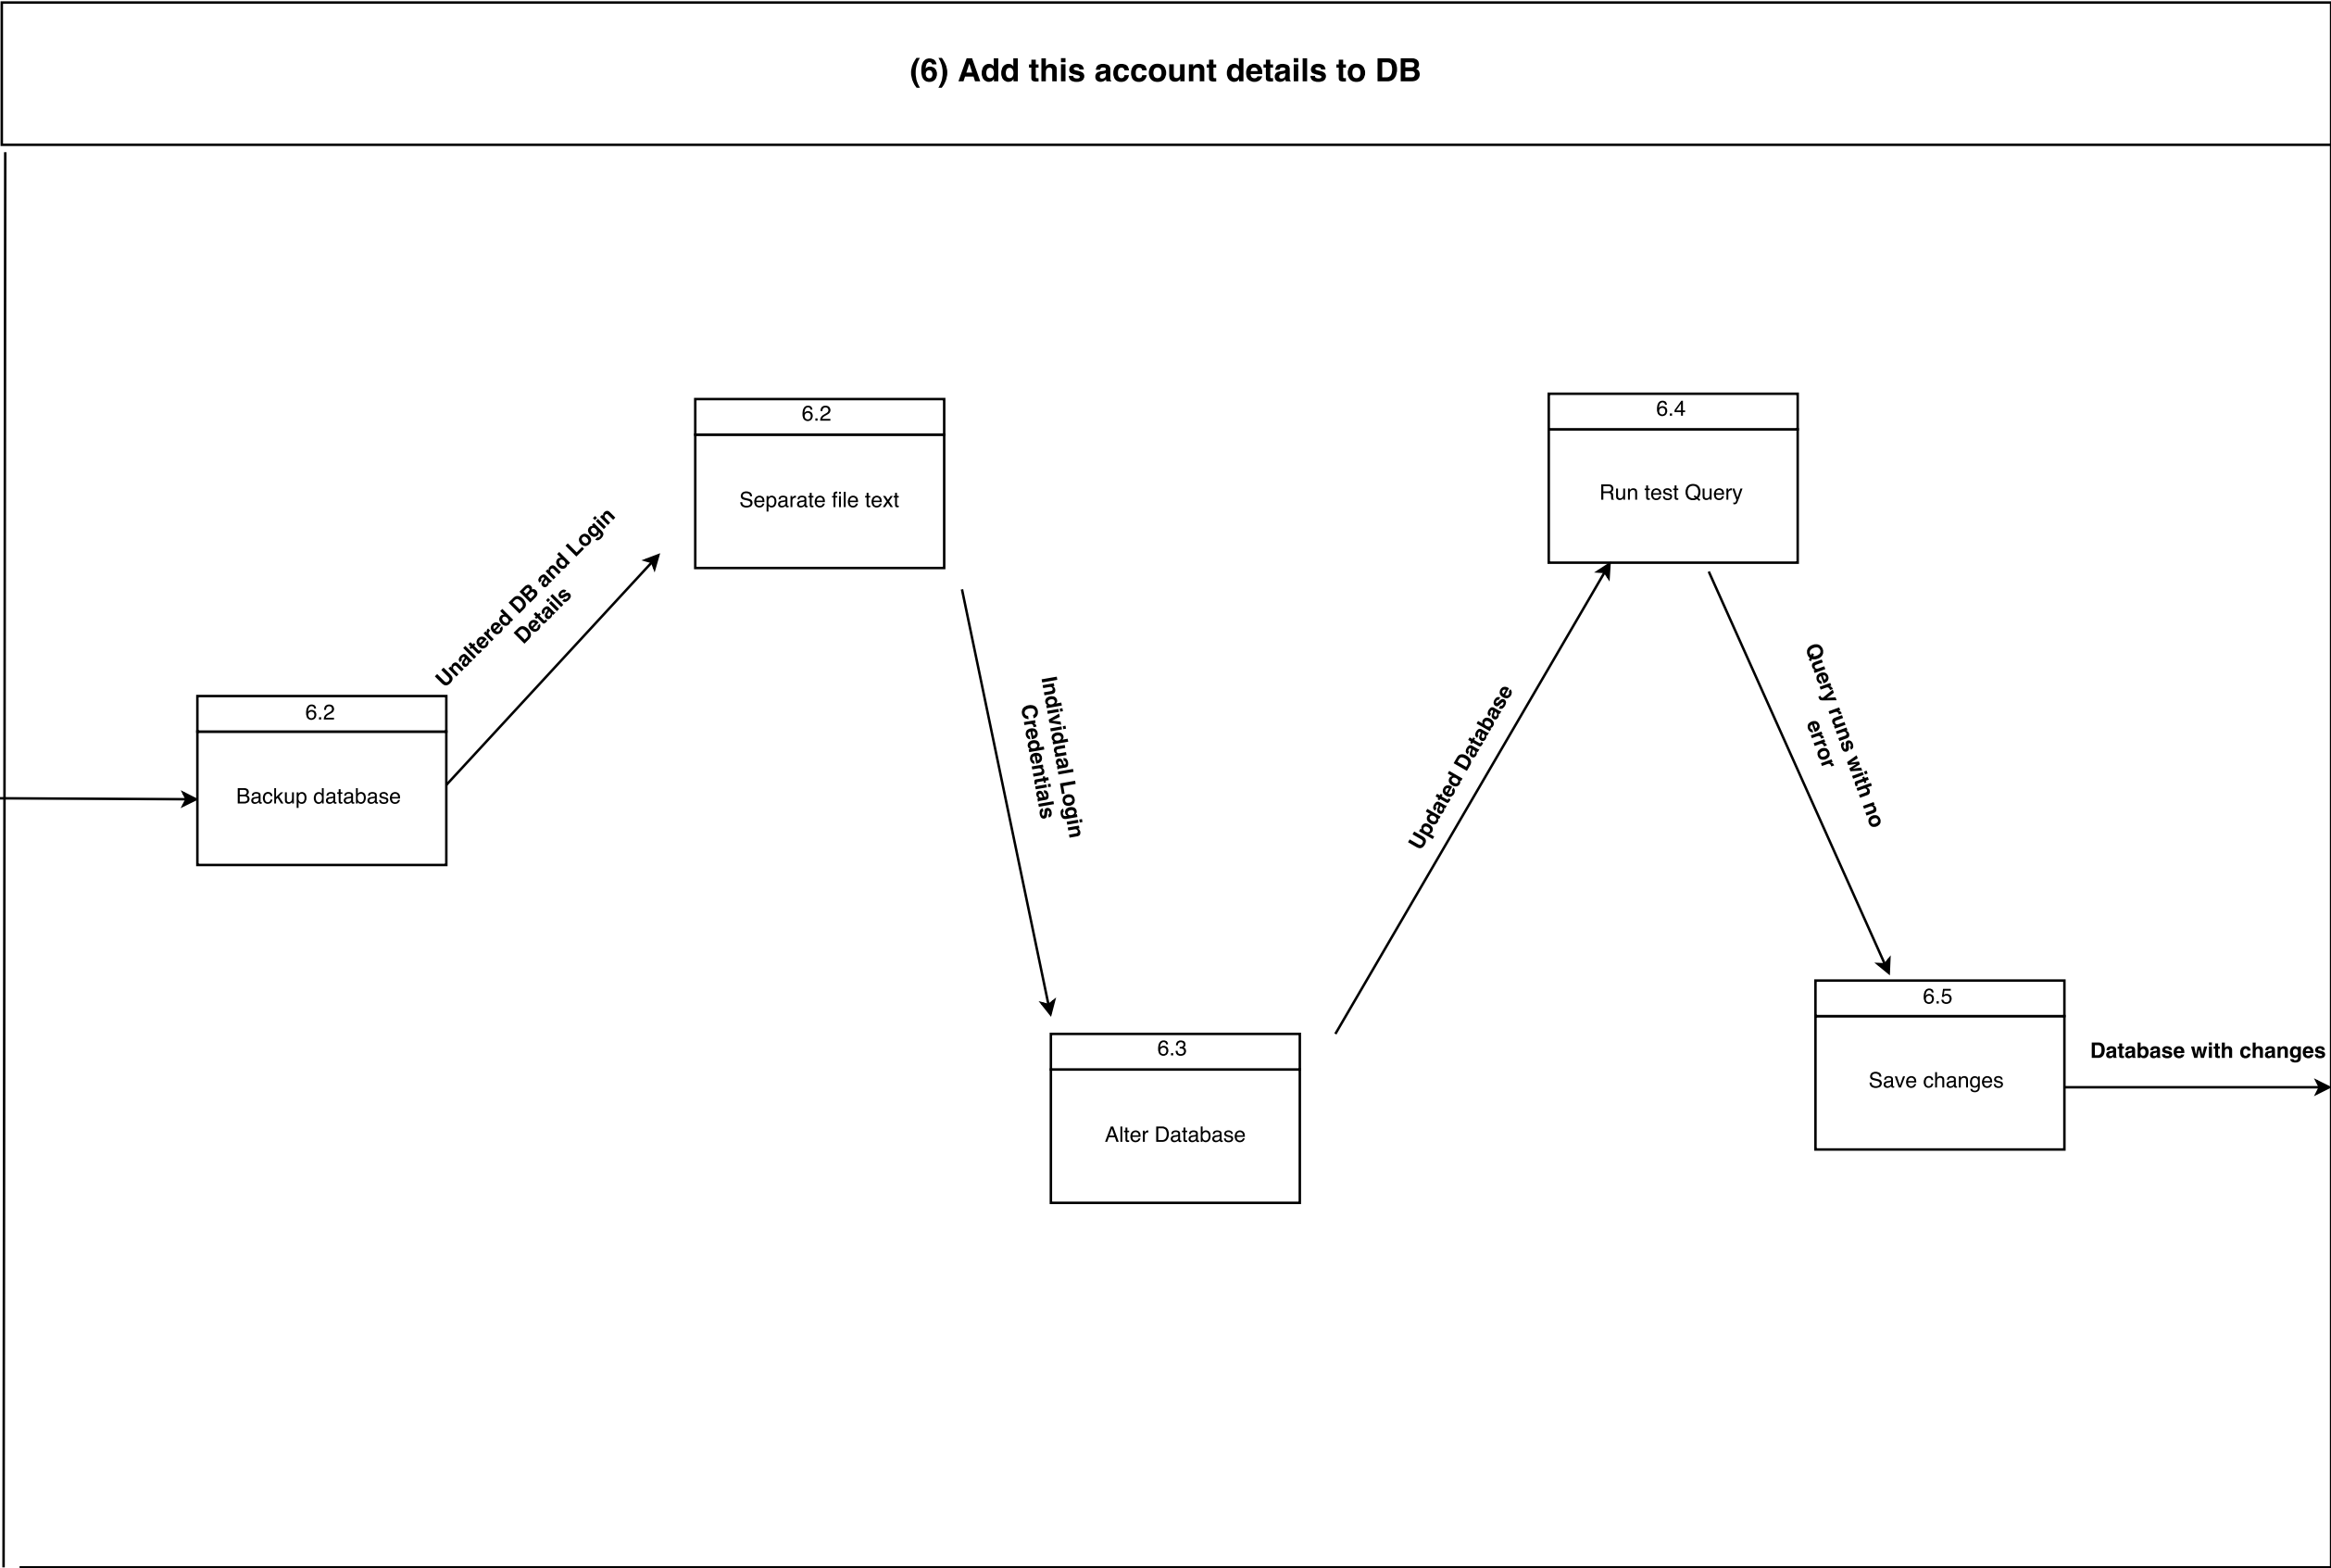 (6) Add this account details to DB
6.2
Backup database
Unaltered DB and Login
Details
6.2
Separate file text
Individual Login
Credentials
6.3
Alter Database
Updated Database
6.4
Run test Query
Query runs with no
error
6.5
Save changes
Database with changes